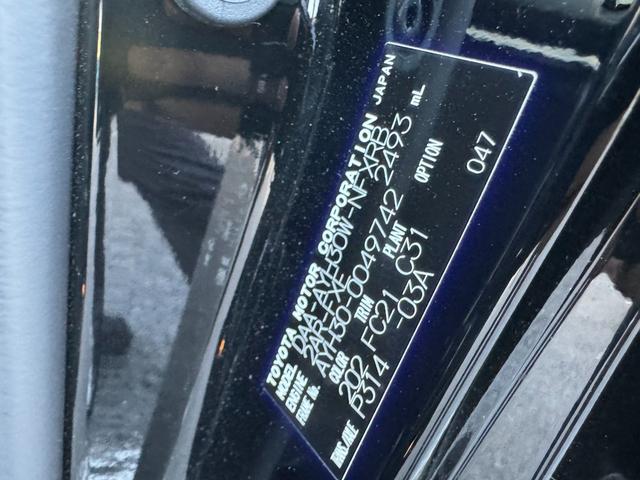 TOYOTA MOTOR CORPORATION JAPAN
MODEL DAA-AYH30W-NFXRB
ENGINE 2AR-FXE 2493 mL
FRAME No. AYH30-0049742
COLOR TRIM PLANT OPTION
202 FC21 C31 047
TRANS/AXLE P314 -03A